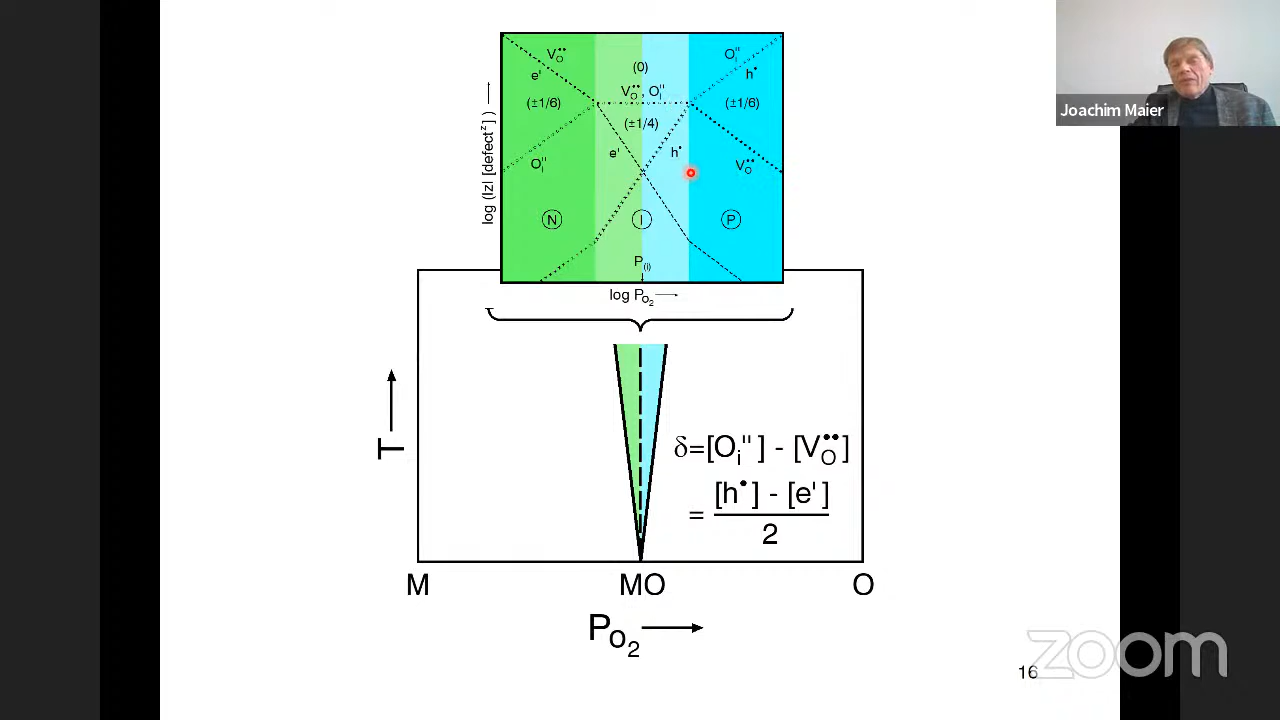 V_O^••
e'
(±1/6)
O_i''
(0)
V_O^•• , O_i''
(±1/4)
e'
h^•
O_i''
h^•
(±1/6)
V_O^••
N
I
P
P_(i)
log (|z| [defect^z] ) →
log P_O2 →
T →
δ=[O_i'' ] - [V_O^••]
= [h^•] - [e' ]
2
M
MO
O
P_O2 →
Joachim Maier
16
zoom